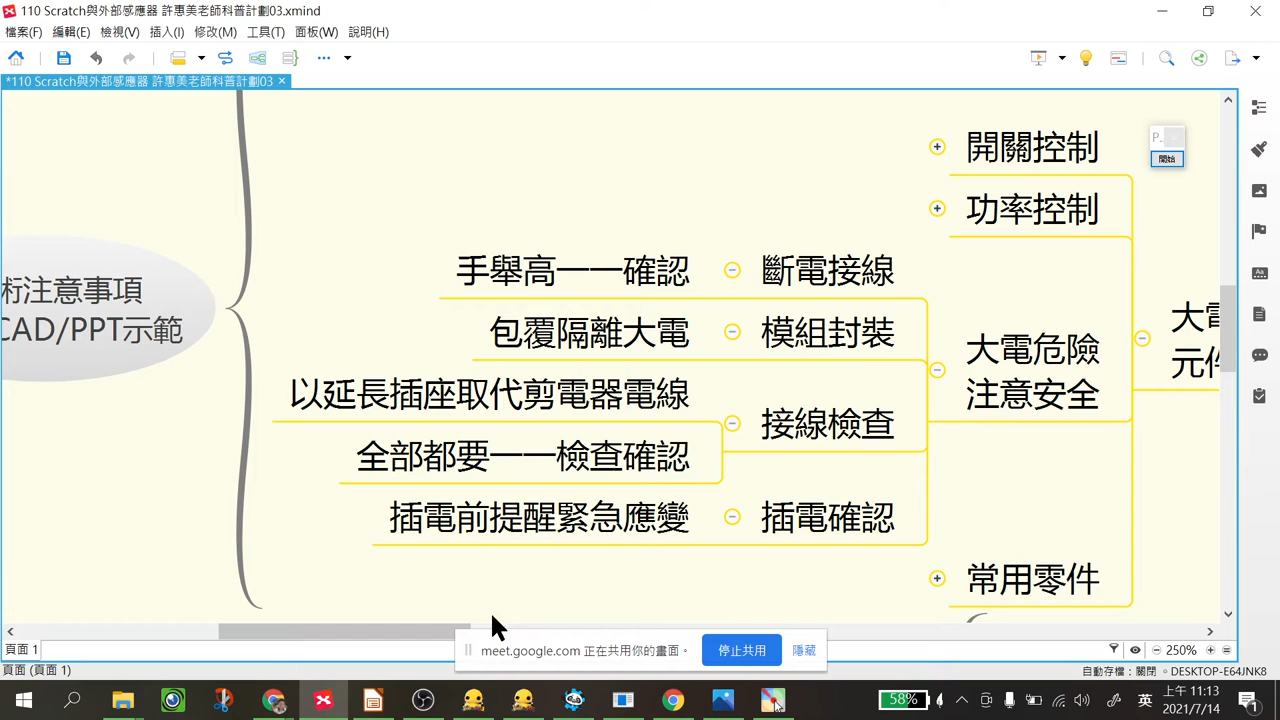 110 Scratch與外部感應器 許惠美老師科普計劃03.xmind
檔案(F) 編輯(E) 檢視(V) 插入(I) 修改(M) 工具(T) 面板(W) 說明(H)
*110 Scratch與外部感應器 許惠美老師科普計劃03
開關控制
P..
開始
功率控制
手舉高一一確認
斷電接線
術注意事項
CAD/PPT示範
包覆隔離大電
模組封裝
大電危險
注意安全
大電
元件
以延長插座取代剪電器電線
接線檢查
全部都要一一檢查確認
插電前提醒緊急應變
插電確認
常用零件
meet.google.com 正在共用你的畫面。
停止共用
隱藏
頁面 1
250%
頁面 (頁面 1)
自動存檔：關閉
DESKTOP-E64JNK8
58%
英
上午 11:13
2021/7/14
1